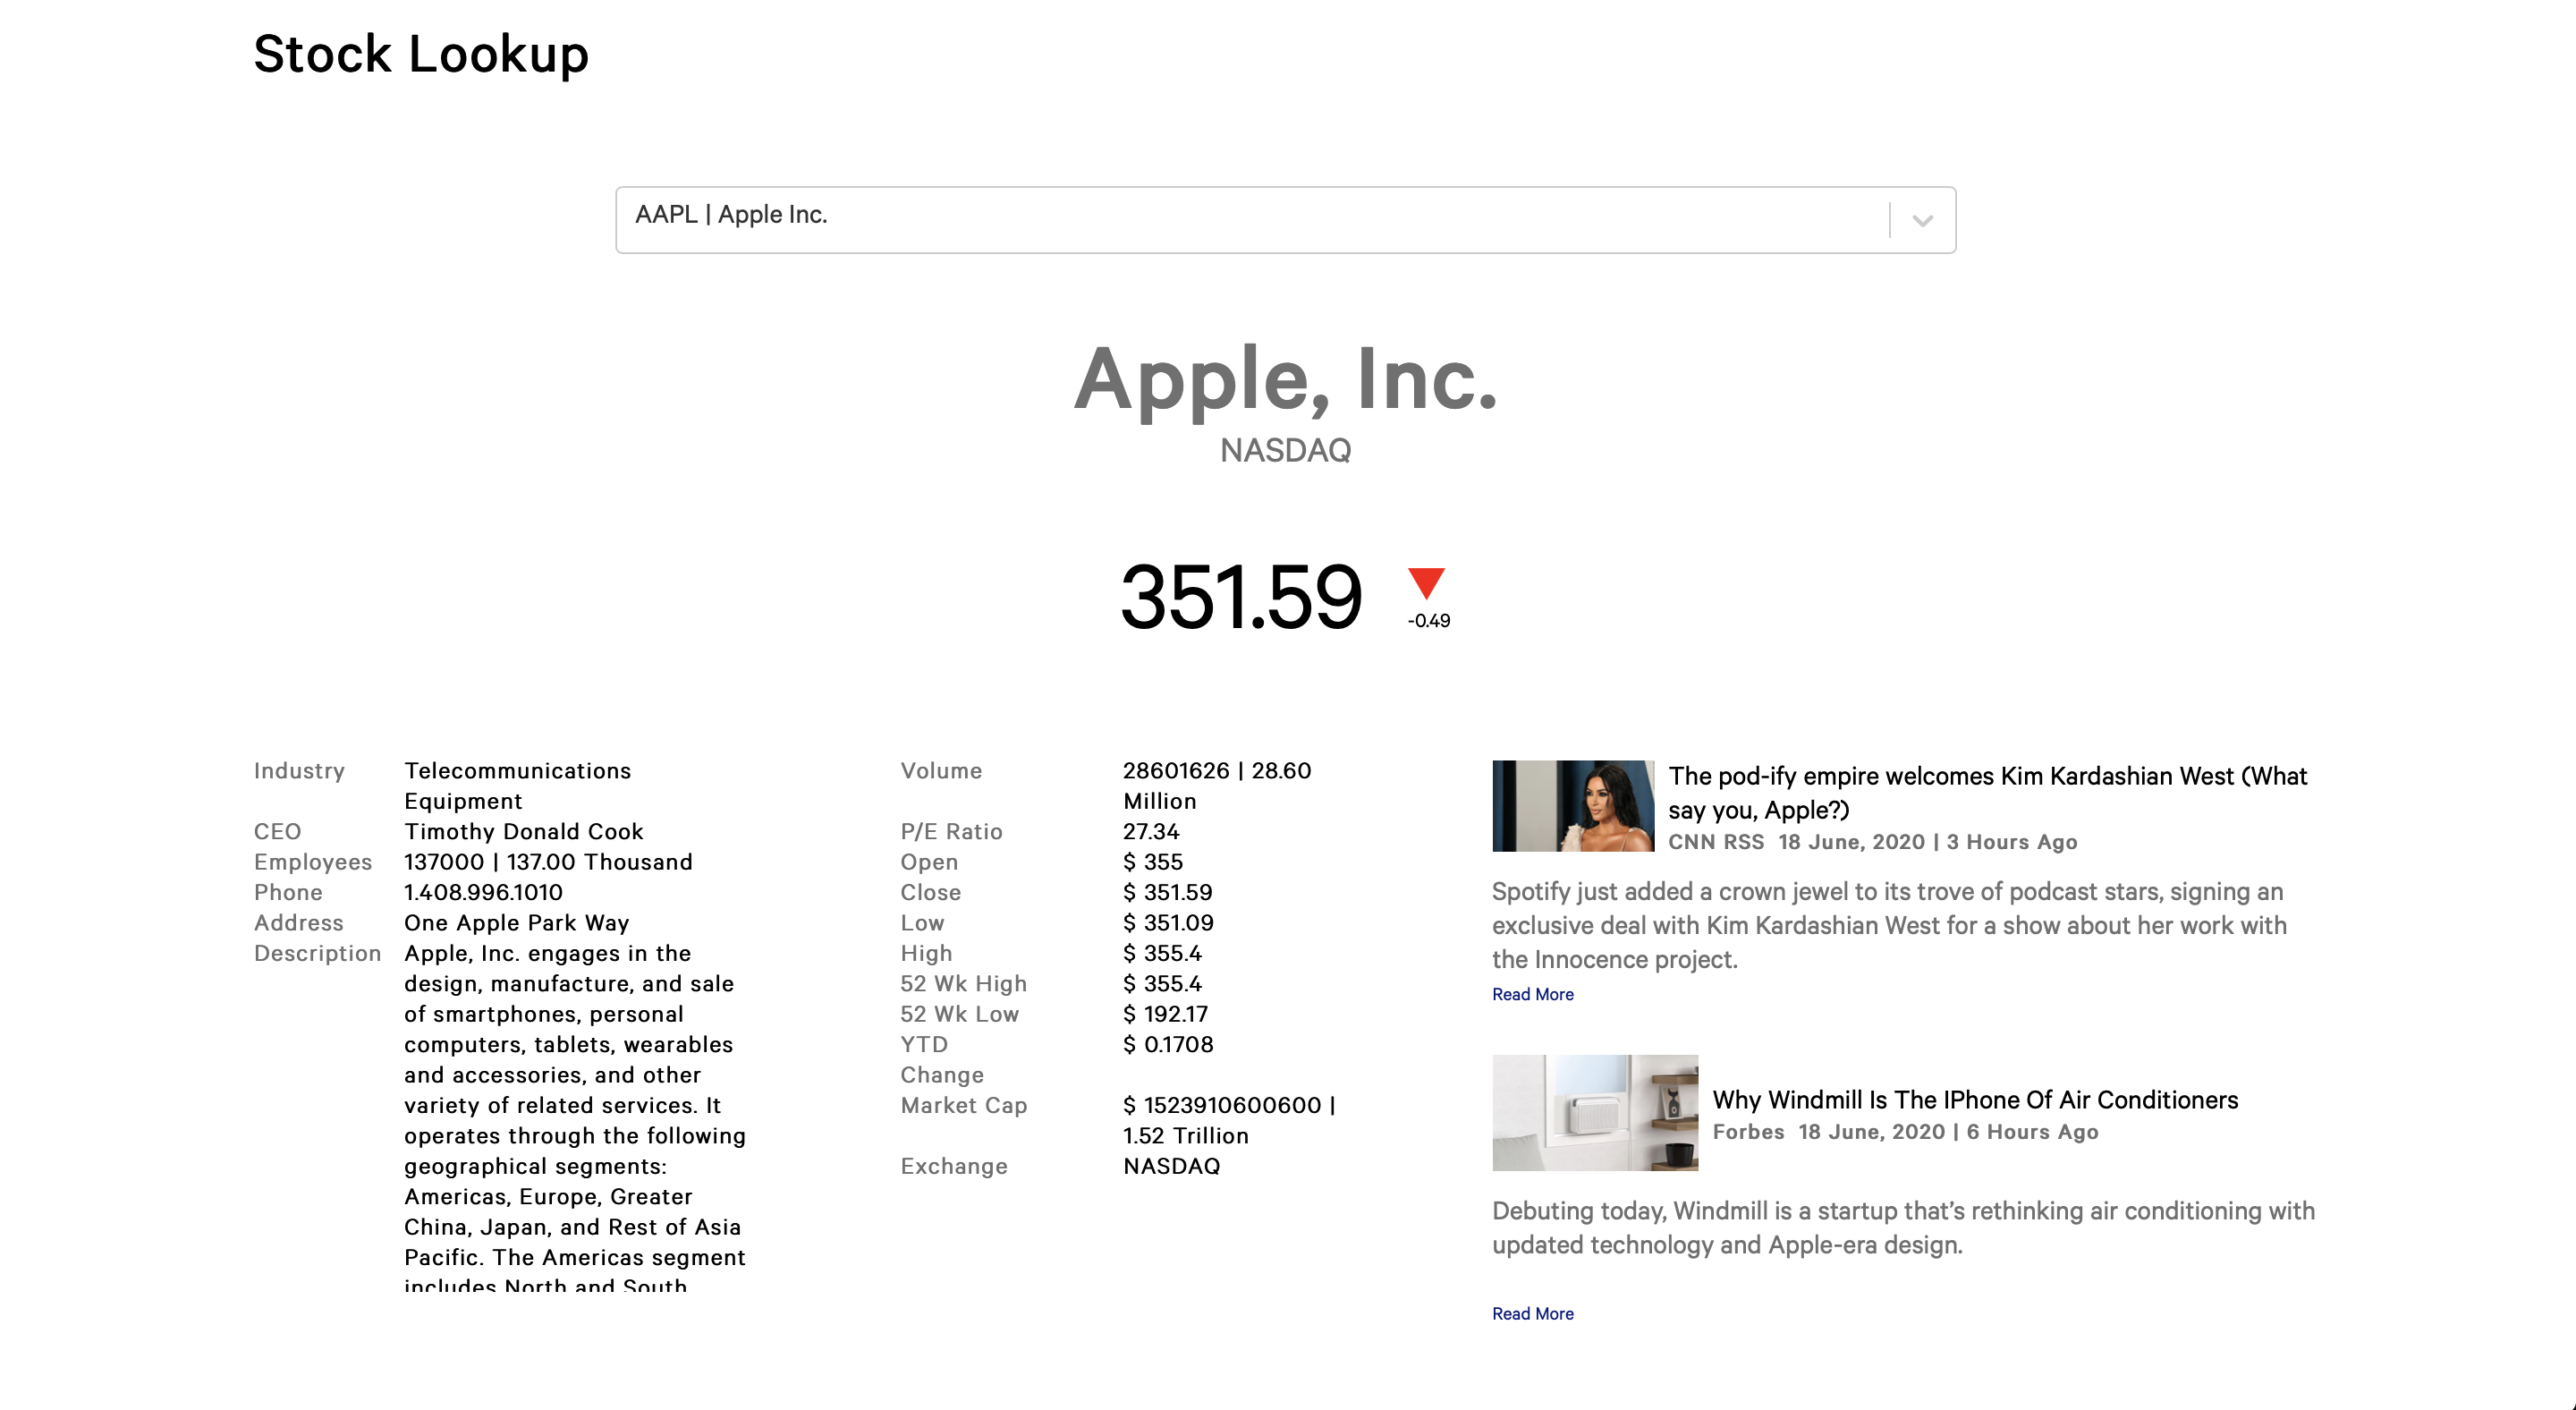 Stock Lookup
AAPL | Apple Inc.
Apple, Inc.
NASDAQ
351.59
-0.49
Industry Telecommunications
Equipment
CEO Timothy Donald Cook
Employees 137000 | 137.00 Thousand
Phone 1.408.996.1010
Address One Apple Park Way
Description Apple, Inc. engages in the
design, manufacture, and sale
of smartphones, personal
computers, tablets, wearables
and accessories, and other
variety of related services. It
operates through the following
geographical segments:
Americas, Europe, Greater
China, Japan, and Rest of Asia
Pacific. The Americas segment
includes North and South
Volume 28601626 | 28.60
Million
P/E Ratio 27.34
Open $ 355
Close $ 351.59
Low $ 351.09
High $ 355.4
52 Wk High $ 355.4
52 Wk Low $ 192.17
YTD $ 0.1708
Change
Market Cap $ 1523910600600 |
1.52 Trillion
Exchange NASDAQ
The pod-ify empire welcomes Kim Kardashian West (What
say you, Apple?)
CNN RSS 18 June, 2020 | 3 Hours Ago
Spotify just added a crown jewel to its trove of podcast stars, signing an
exclusive deal with Kim Kardashian West for a show about her work with
the Innocence project.
Read More
Why Windmill Is The IPhone Of Air Conditioners
Forbes 18 June, 2020 | 6 Hours Ago
Debuting today, Windmill is a startup that’s rethinking air conditioning with
updated technology and Apple-era design.
Read More